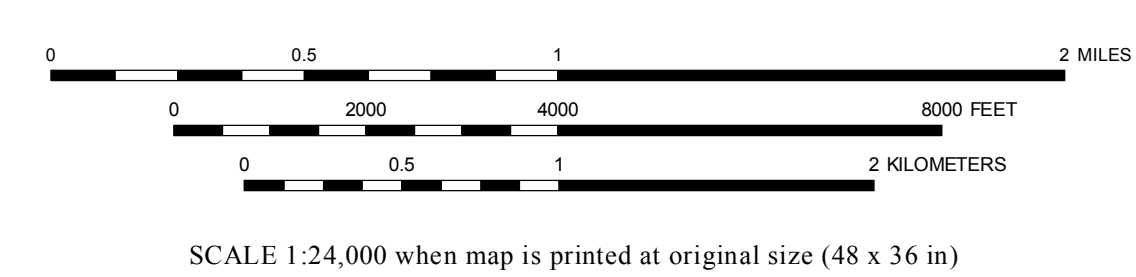 0 0.5 1 2 MILES
0 2000 4000 8000 FEET
0 0.5 1 2 KILOMETERS
SCALE 1:24,000 when map is printed at original size (48 x 36 in)